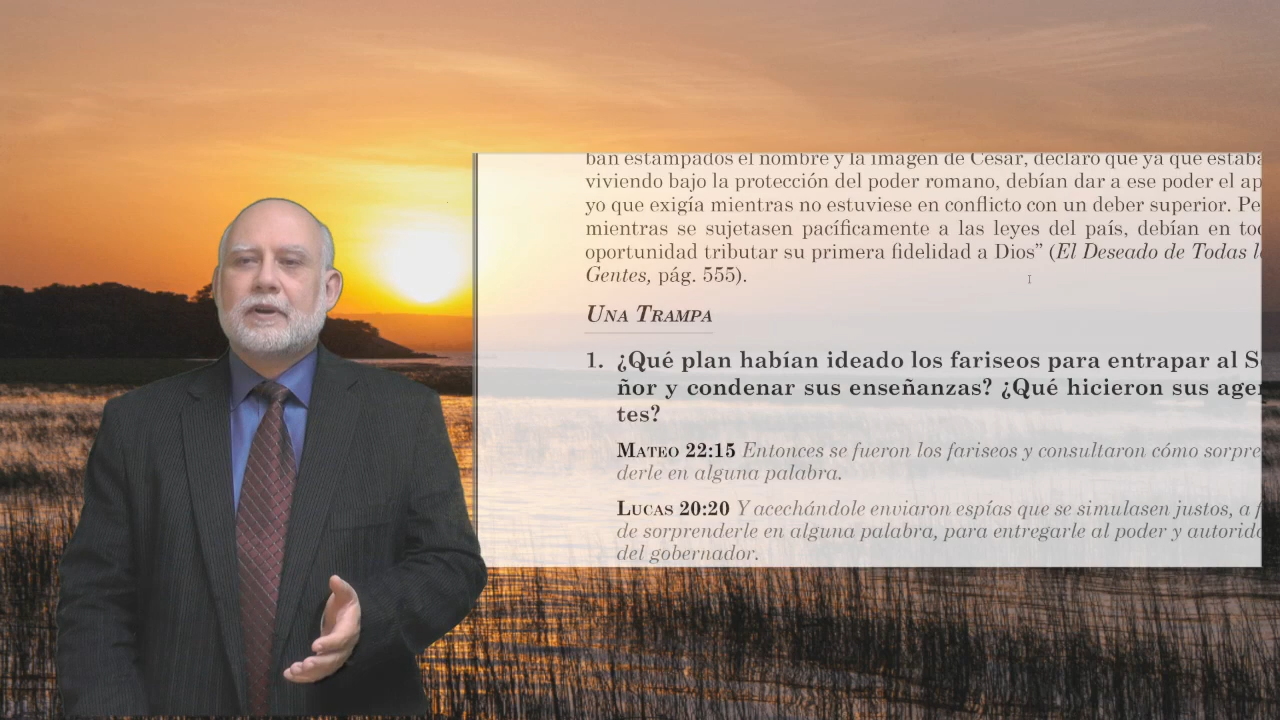 ban estampados el nombre y la imagen de César, declaró que ya que estaba
viviendo bajo la protección del poder romano, debían dar a ese poder el ap
yo que exigía mientras no estuviese en conflicto con un deber superior. Pe
mientras se sujetasen pacíficamente a las leyes del país, debían en to
oportunidad tributar su primera fidelidad a Dios” (El Deseado de Todas l
Gentes, pág. 555).
Una Trampa
1. ¿Qué plan habían ideado los fariseos para entrapar al S
ñor y condenar sus enseñanzas? ¿Qué hicieron sus agen
tes?
Mateo 22:15 Entonces se fueron los fariseos y consultaron cómo sorpre
derle en alguna palabra.
Lucas 20:20 Y acechándole enviaron espías que se simulasen justos, a f
de sorprenderle en alguna palabra, para entregarle al poder y autorida
del gobernador.